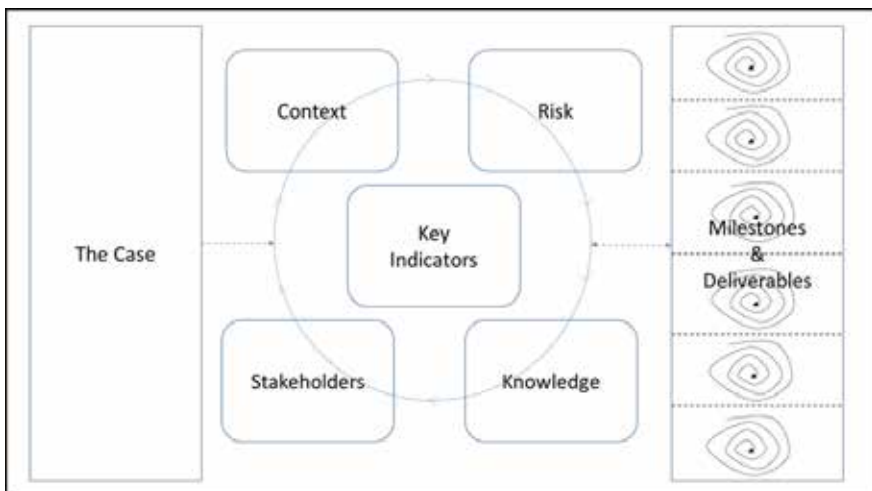 Context
Risk
The Case
Key
Indicators
Milestones
&
Deliverables
Stakeholders
Knowledge